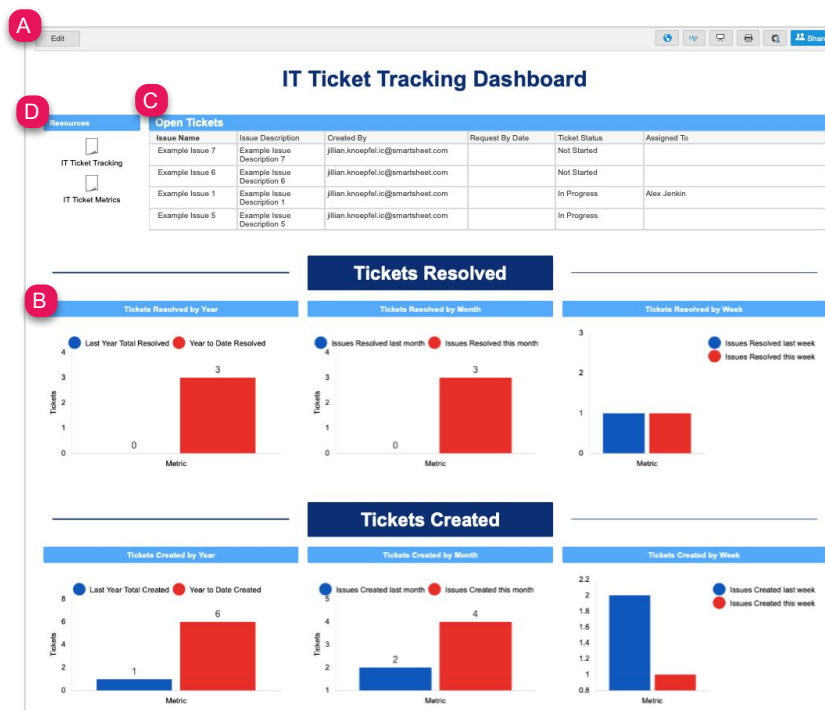 A
Edit
Share
IT Ticket Tracking Dashboard
D
C
Resources
IT Ticket Tracking
IT Ticket Metrics
Open Tickets
Issue Name Issue Description Created By Request By Date Ticket Status Assigned To
Example Issue 7 Example Issue Description 7 jillian.knoepfel.ic@smartsheet.com Not Started
Example Issue 6 Example Issue Description 6 jillian.knoepfel.ic@smartsheet.com Not Started
Example Issue 1 Example Issue Description 1 jillian.knoepfel.ic@smartsheet.com In Progress Alex Jenkin
Example Issue 5 Example Issue Description 5 jillian.knoepfel.ic@smartsheet.com In Progress
Tickets Resolved
B
Tickets Resolved by Year
Last Year Total Resolved Year to Date Resolved
4
3
2
1
0
Tickets
0
3
Metric
Tickets Resolved by Month
Issues Resolved last month Issues Resolved this month
4
3
2
1
0
Tickets
0
3
Metric
Tickets Resolved by Week
Issues Resolved last week
Issues Resolved this week
3
2
1
0
Metric
Tickets Created
Tickets Created by Year
Last Year Total Created Year to Date Created
8
6
4
2
0
Tickets
1
6
Metric
Tickets Created by Month
Issues Created last month Issues Created this month
5
4
3
2
1
Tickets
2
4
Metric
Tickets Created by Week
Issues Created last week
Issues Created this week
2.2
2
1.8
1.6
1.4
1.2
1
0.8
Metric